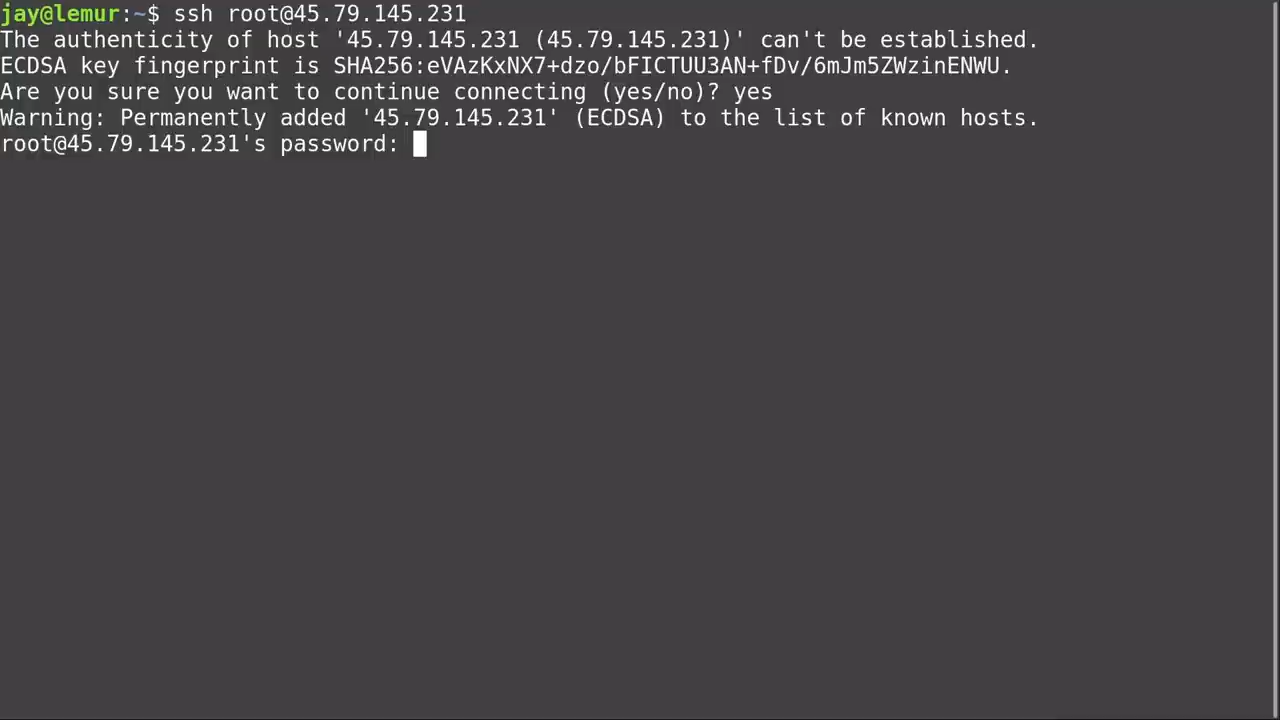 jay@lemur:~$ ssh root@45.79.145.231
The authenticity of host '45.79.145.231 (45.79.145.231)' can't be established.
ECDSA key fingerprint is SHA256:eVAzKxNX7+dzo/bFICTUU3AN+fDv/6mJm5ZWzinENWU.
Are you sure you want to continue connecting (yes/no)? yes
Warning: Permanently added '45.79.145.231' (ECDSA) to the list of known hosts.
root@45.79.145.231's password: